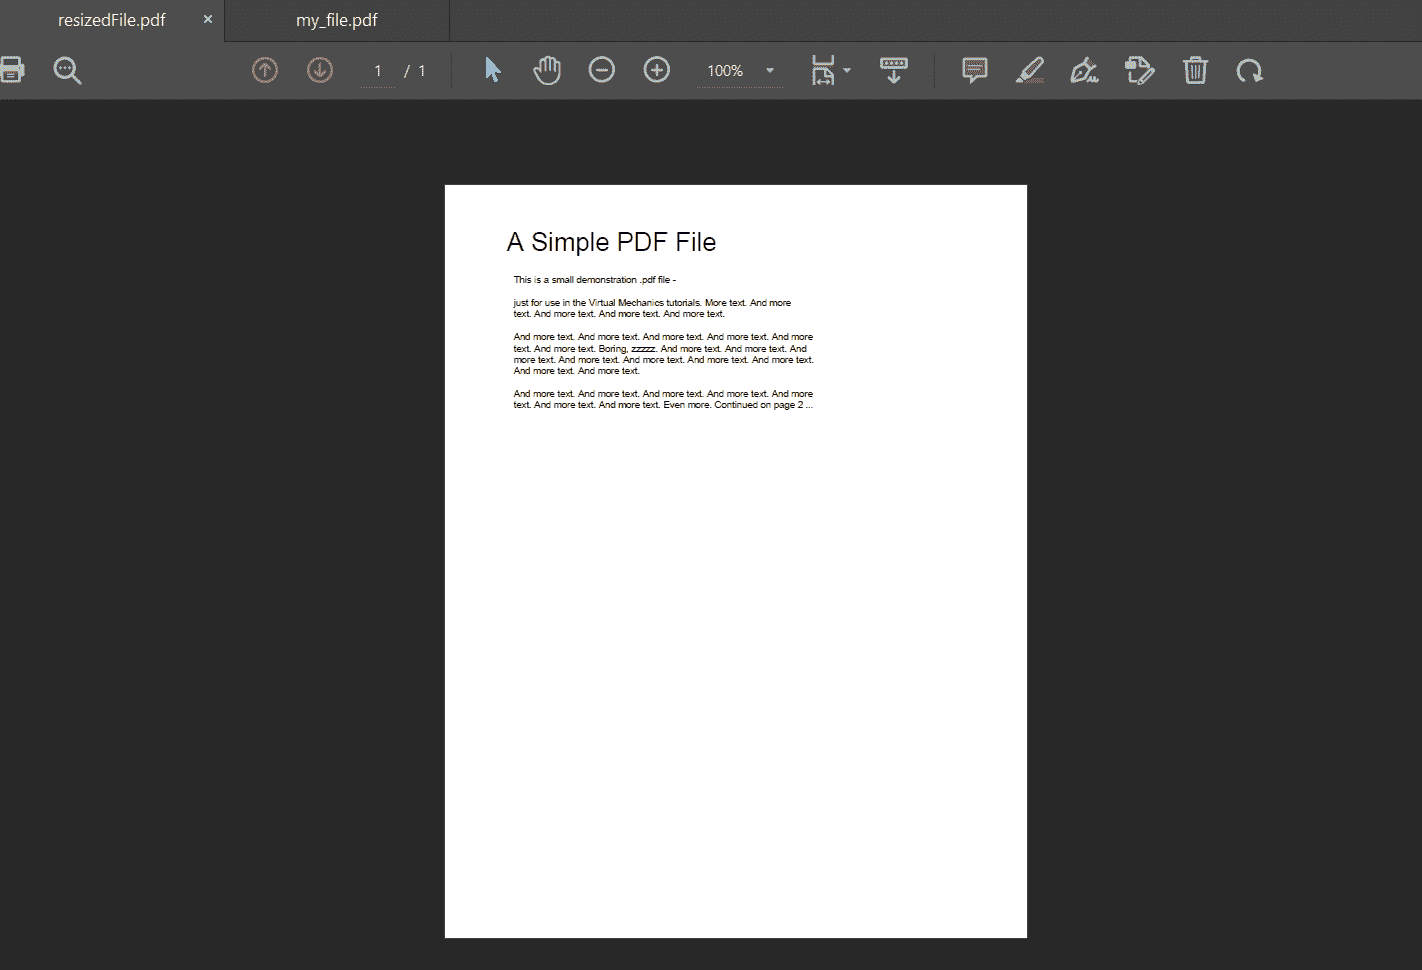 resizedFile.pdf ×
my_file.pdf
1 / 1
100%
A Simple PDF File
This is a small demonstration .pdf file -
just for use in the Virtual Mechanics tutorials. More text. And more
text. And more text. And more text. And more text.
And more text. And more text. And more text. And more text. And more
text. And more text. Boring, zzzzz. And more text. And more text. And
more text. And more text. And more text. And more text. And more text.
And more text. And more text.
And more text. And more text. And more text. And more text. And more
text. And more text. And more text. Even more. Continued on page 2 ...